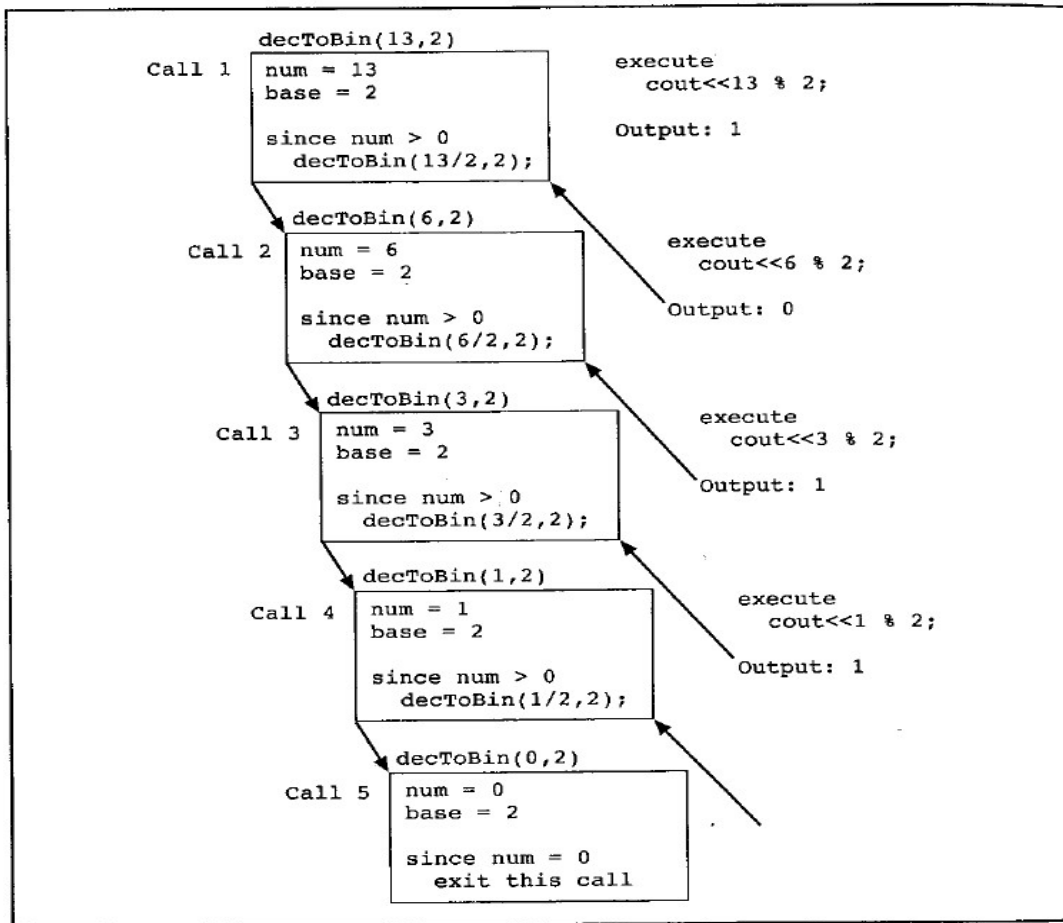 decToBin(13,2)
Call 1
num = 13
base = 2
since num > 0
decToBin(13/2,2);
execute
cout<<13 % 2;
Output: 1
decToBin(6,2)
Call 2
num = 6
base = 2
since num > 0
decToBin(6/2,2);
execute
cout<<6 % 2;
Output: 0
decToBin(3,2)
Call 3
num = 3
base = 2
since num > 0
decToBin(3/2,2);
execute
cout<<3 % 2;
Output: 1
decToBin(1,2)
Call 4
num = 1
base = 2
since num > 0
decToBin(1/2,2);
execute
cout<<1 % 2;
Output: 1
decToBin(0,2)
Call 5
num = 0
base = 2
since num = 0
exit this call